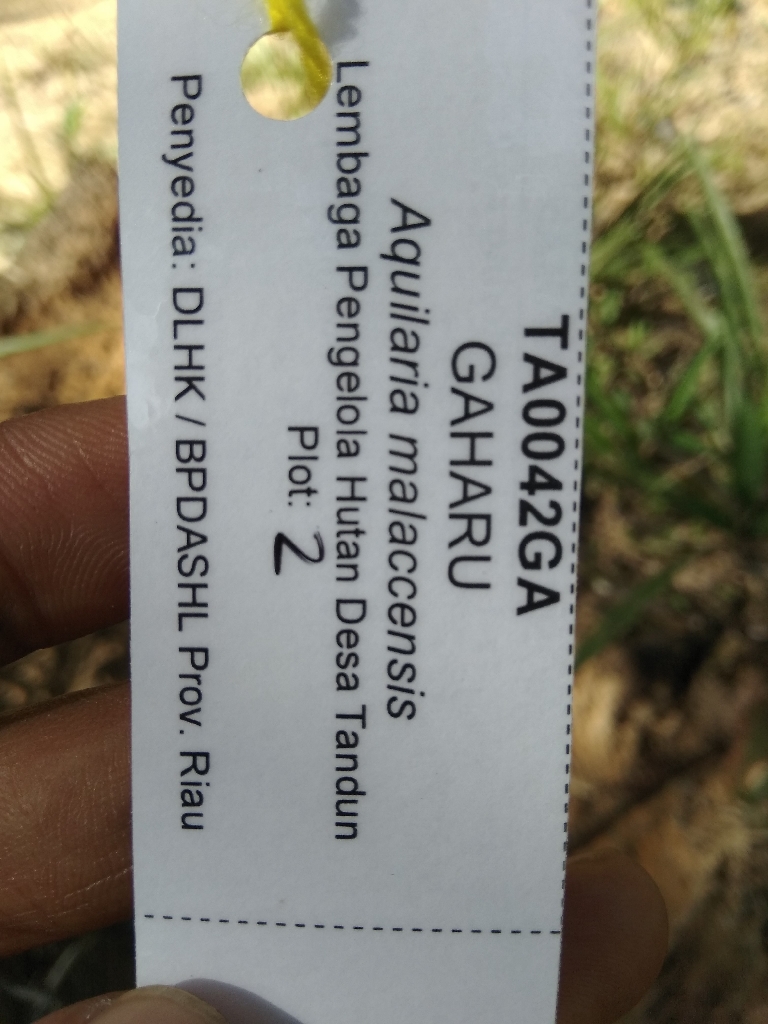 TA0042GA
GAHARU
Aquilaria malaccensis
Lembaga Pengelola Hutan Desa Tandun
Plot: 2
Penyedia: DLHK / BPDASHL Prov. Riau